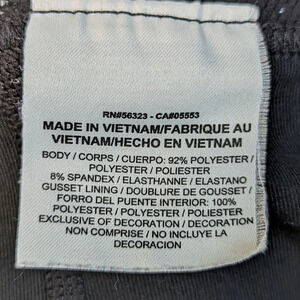 RN#56323 - CA#05553
MADE IN VIETNAM/FABRIQUE AU
VIETNAM/HECHO EN VIETNAM
BODY / CORPS / CUERPO: 92% POLYESTER/
POLYESTER / POLIESTER
8% SPANDEX / ELASTHANNE / ELASTANO
GUSSET LINING / DOUBLURE DE GOUSSET /
FORRO DEL PUENTE INTERIOR: 100%
POLYESTER / POLYESTER / POLIESTER
EXCLUSIVE OF DECORATION / DECORATION
NON COMPRISE / NO INCLUYE LA
DECORACION